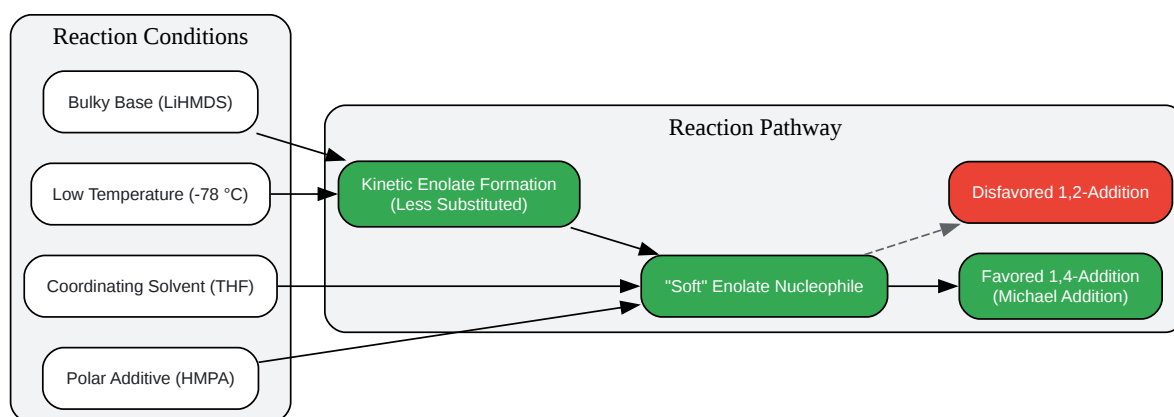 Reaction Conditions
Bulky Base (LiHMDS)
Low Temperature (-78 °C)
Coordinating Solvent (THF)
Polar Additive (HMPA)
Reaction Pathway
Kinetic Enolate Formation
(Less Substituted)
"Soft" Enolate Nucleophile
Disfavored 1,2-Addition
Favored 1,4-Addition
(Michael Addition)